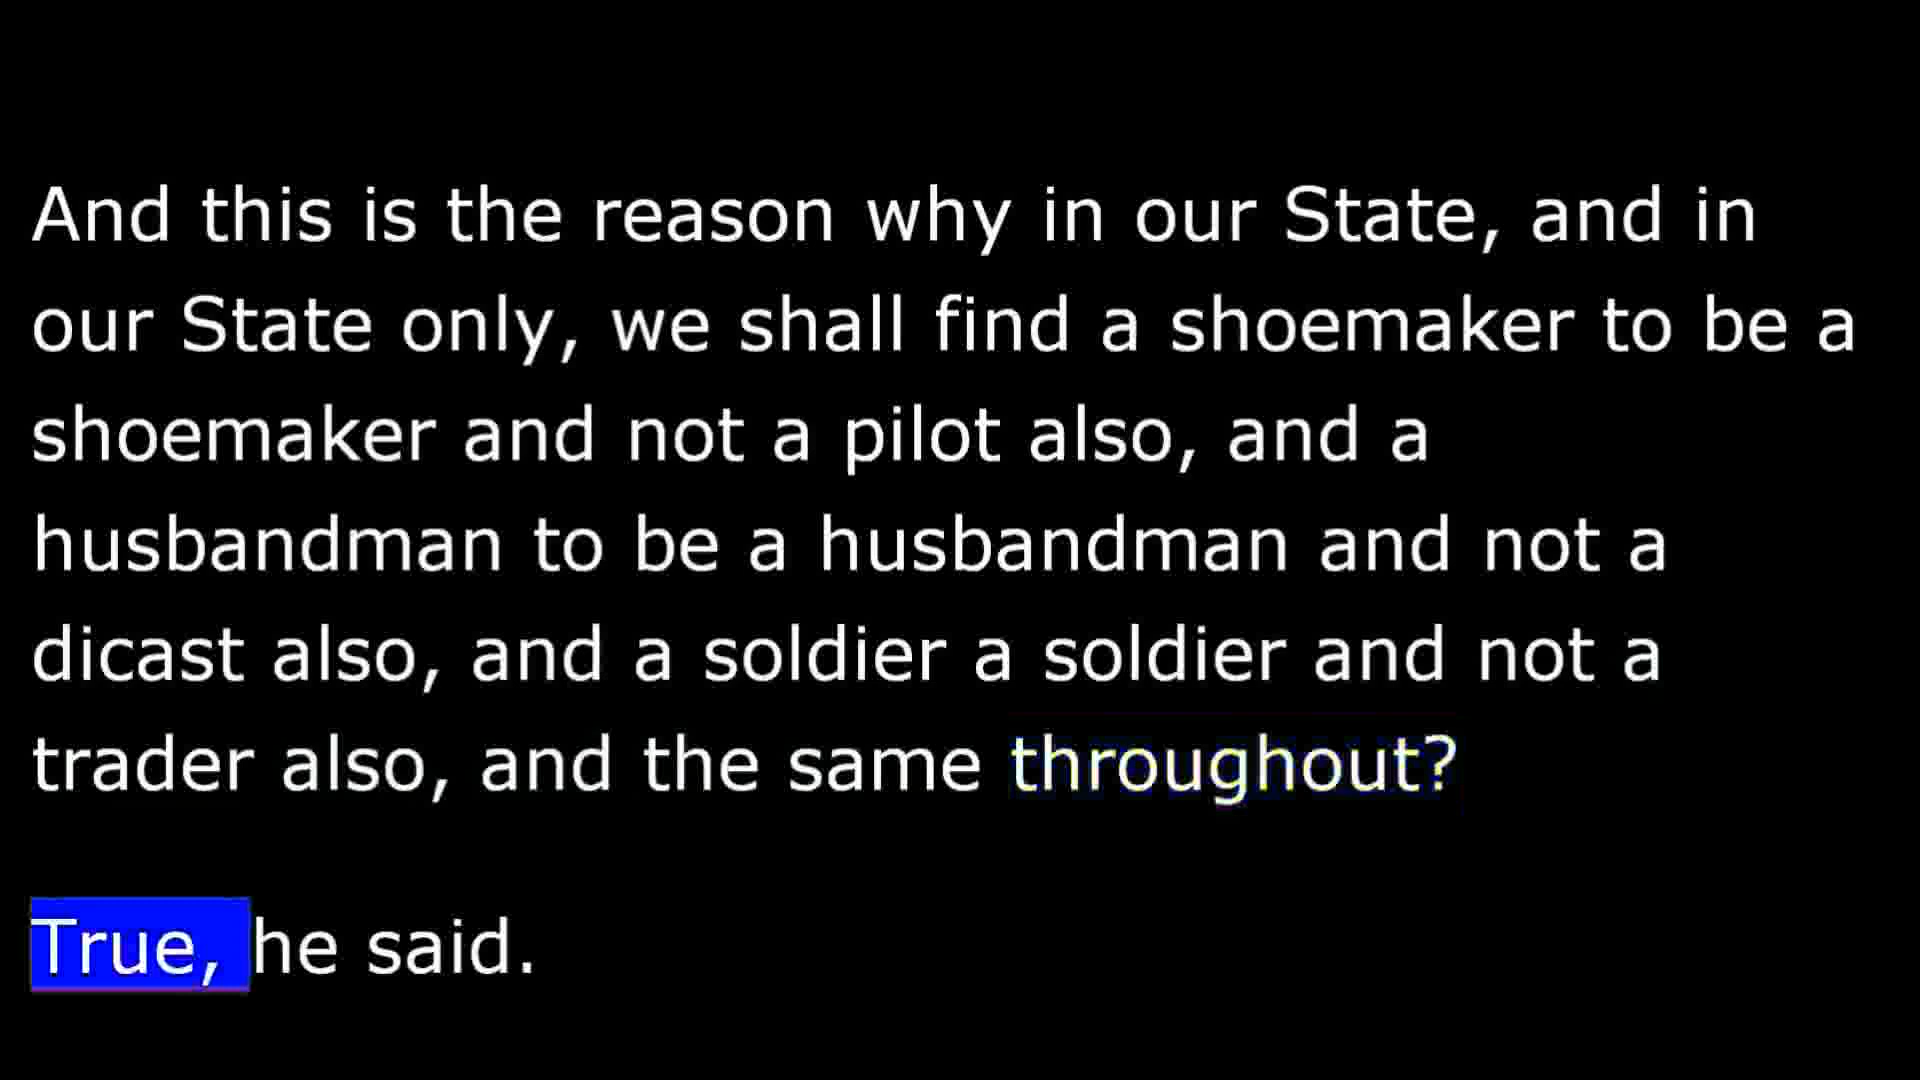 And this is the reason why in our State, and in
our State only, we shall find a shoemaker to be a
shoemaker and not a pilot also, and a
husbandman to be a husbandman and not a
dicast also, and a soldier a soldier and not a
trader also, and the same throughout?
True, he said.